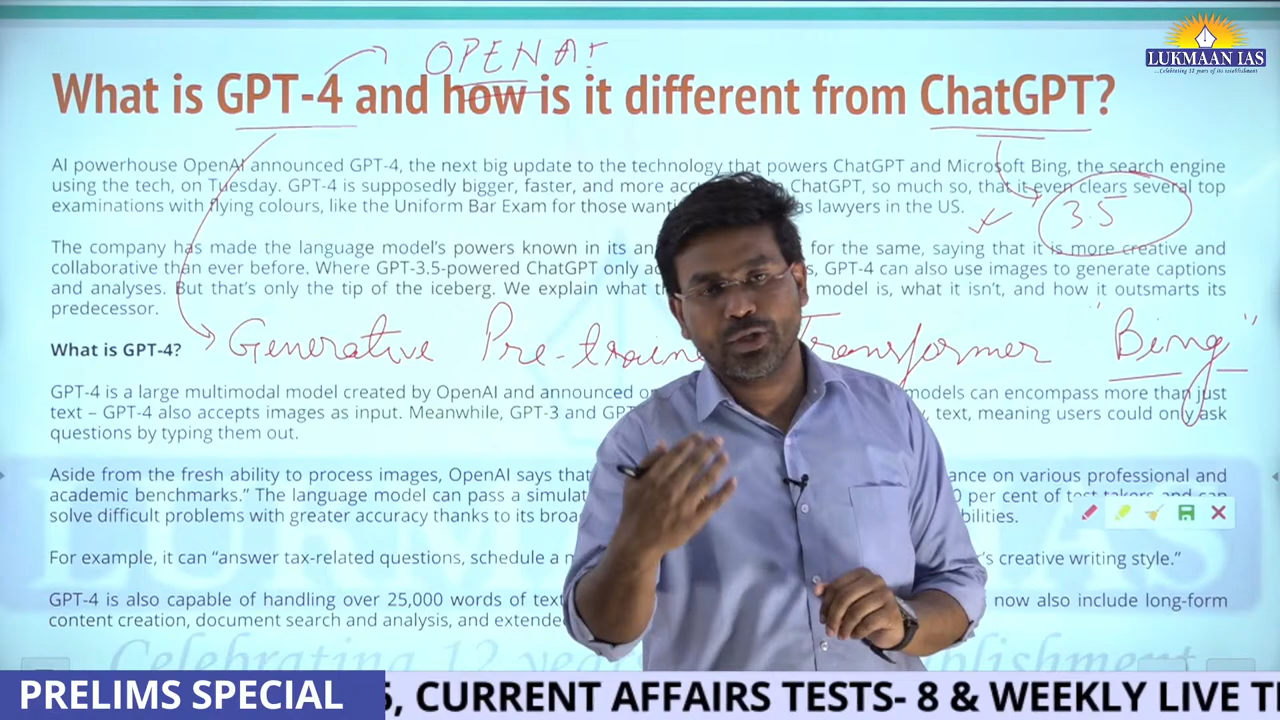 OPENAI
What is GPT-4 and how is it different from ChatGPT?
LUKMAAN IAS
...Celebrating 12 years of its establishment
AI powerhouse OpenAI announced GPT-4, the next big update to the technology that powers ChatGPT and Microsoft Bing, the search engine
using the tech, on Tuesday. GPT-4 is supposedly bigger, faster, and more ChatGPT, so much so, that it even clears several top
examinations with flying colours, like the Uniform Bar Exam for those as lawyers in the US.
3.5
The company has made the language model's powers known in its for the same, saying that it is more creative and
collaborative than ever before. Where GPT-3.5-powered ChatGPT only GPT-4 can also use images to generate captions
and analyses. But that's only the tip of the iceberg. We explain what model is, what it isn't, and how it outsmarts its
predecessor.
What is GPT-4?
Generative Pre-traine Transformer "Bing"
GPT-4 is a large multimodal model created by OpenAI and announced models can encompass more than just
text – GPT-4 also accepts images as input. Meanwhile, GPT-3 and text, meaning users could only ask
questions by typing them out.
Aside from the fresh ability to process images, OpenAI says that on various professional and
academic benchmarks." The language model can pass a per cent of test takers and can
solve difficult problems with greater accuracy thanks to its
For example, it can "answer tax-related questions, schedule a creative writing style."
GPT-4 is also capable of handling over 25,000 words of text now also include long-form
content creation, document search and analysis, and
Celebrating 12 years establishment
PRELIMS SPECIAL
, CURRENT AFFAIRS TESTS- 8 & WEEKLY LIVE